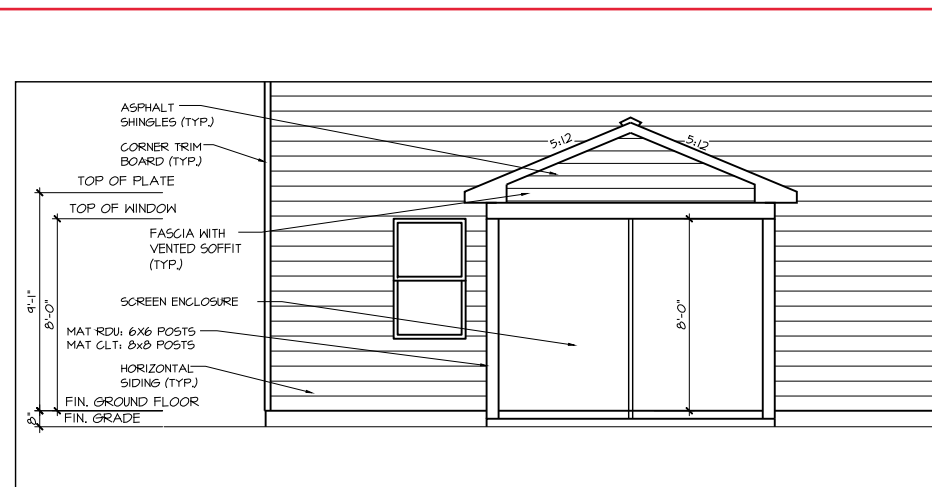 ASPHALT
SHINGLES (TYP.)
5:12
5:12
CORNER TRIM
BOARD (TYP.)
TOP OF PLATE
TOP OF WINDOW
FASCIA WITH
VENTED SOFFIT
(TYP.)
9'-1"
8'-0"
SCREEN ENCLOSURE
8'-0"
MAT RDU: 6X6 POSTS
MAT CLT: 8x8 POSTS
HORIZONTAL
SIDING (TYP.)
FIN. GROUND FLOOR
8"
FIN. GRADE